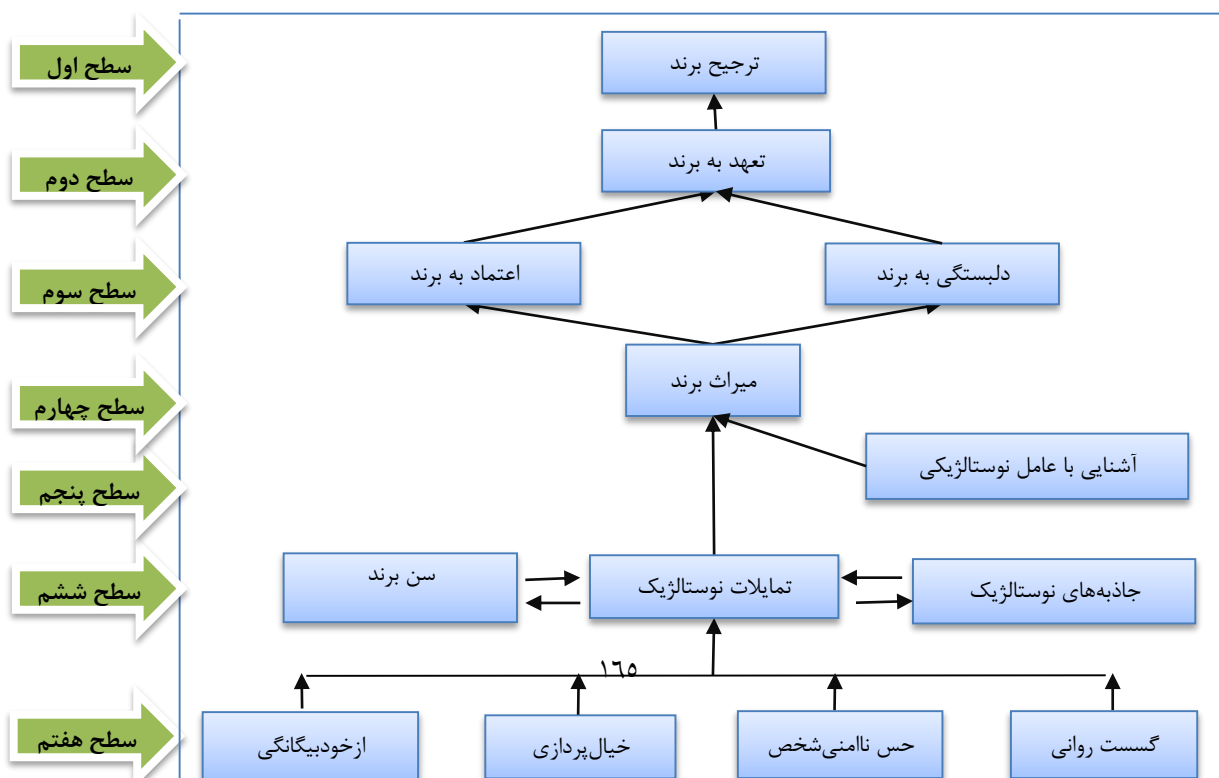 سطح اول
ترجیح برند
سطح دوم
تعهد به برند
سطح سوم
دلبستگی به برند
اعتماد به برند
سطح چهارم
میراث برند
سطح پنجم
آشنایی با عامل نوستالژیکی
سطح ششم
جاذبه‌های نوستالژیک
تمایلات نوستالژیک
سن برند
١٦٥
سطح هفتم
گسست روانی
حس ناامنی‌شخص
خیال‌پردازی
ازخودبیگانگی